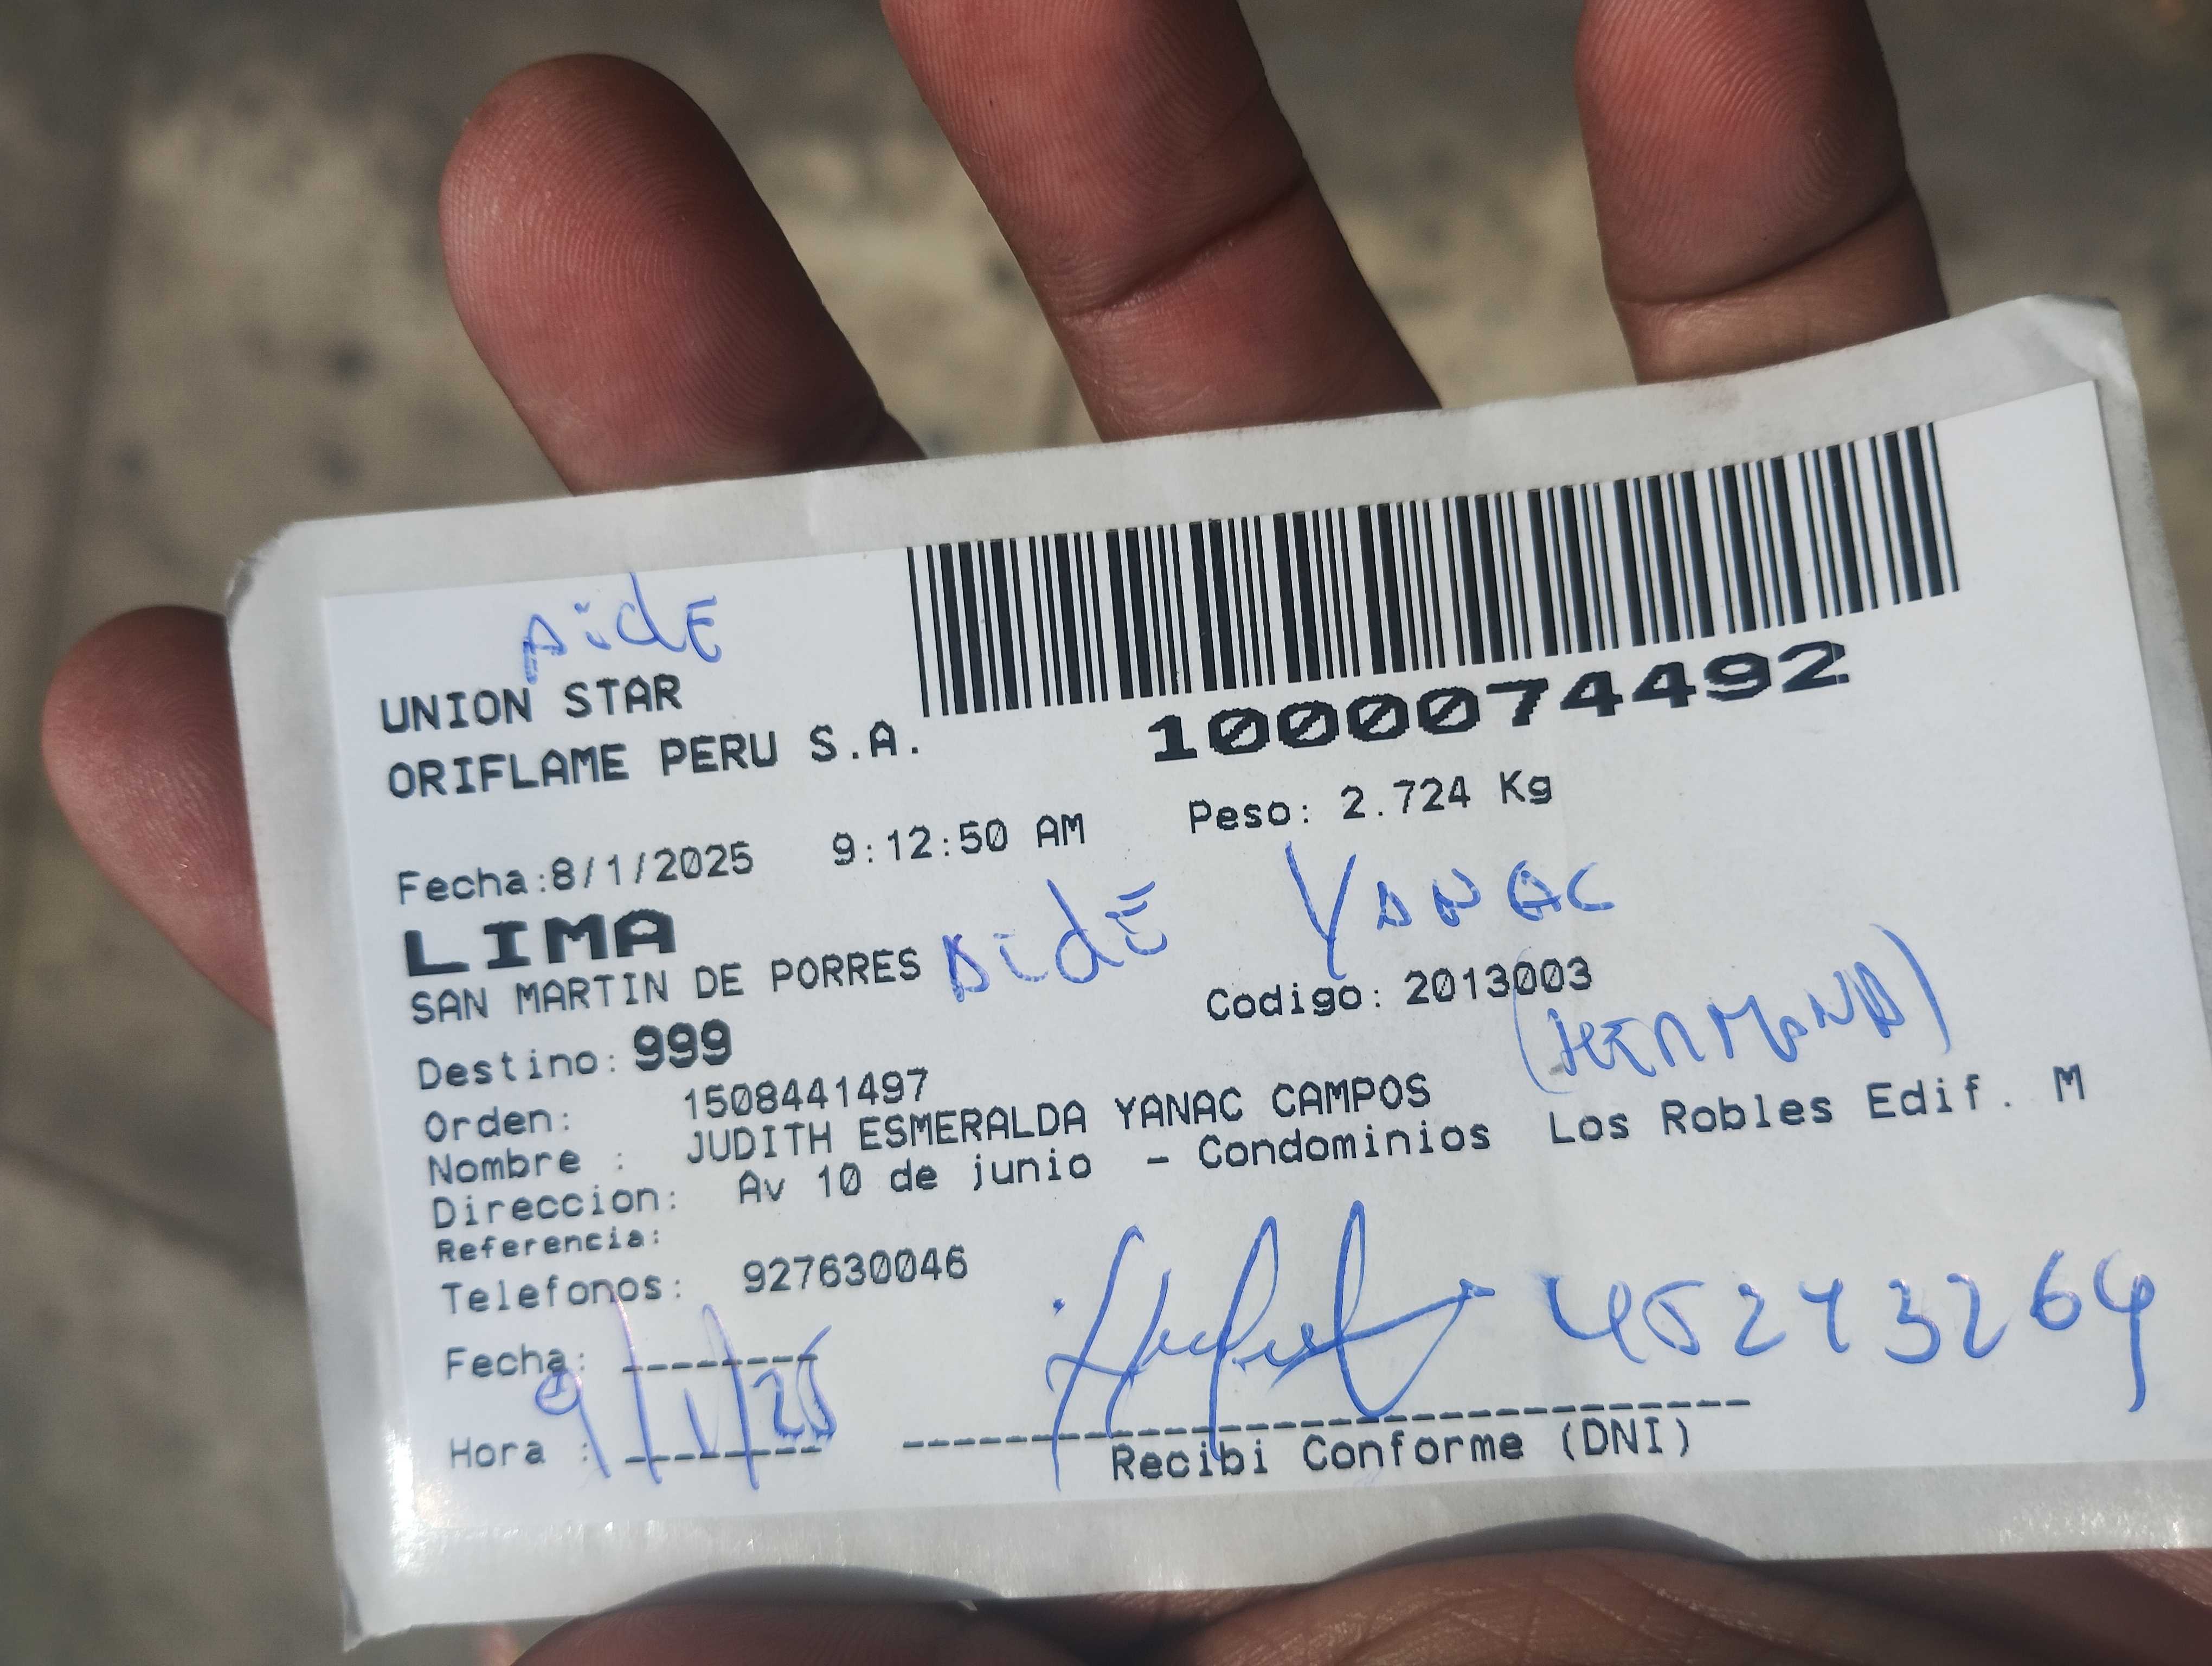 AidE
UNION STAR
ORIFLAME PERU S.A.
1000074492
Fecha:8/1/2025 9:12:50 AM Peso: 2.724 Kg
LIMA
SAN MARTIN DE PORRES AidE YANAC
Codigo: 2013003
(HERMANA)
Destino: 999
Orden: 1508441497
Nombre : JUDITH ESMERALDA YANAC CAMPOS
Direccion: Av 10 de junio - Condominios Los Robles Edif. M
Referencia:
Telefonos: 927630046
Fecha: --------
9/1/25
Hora : --------
Recibi Conforme (DNI)